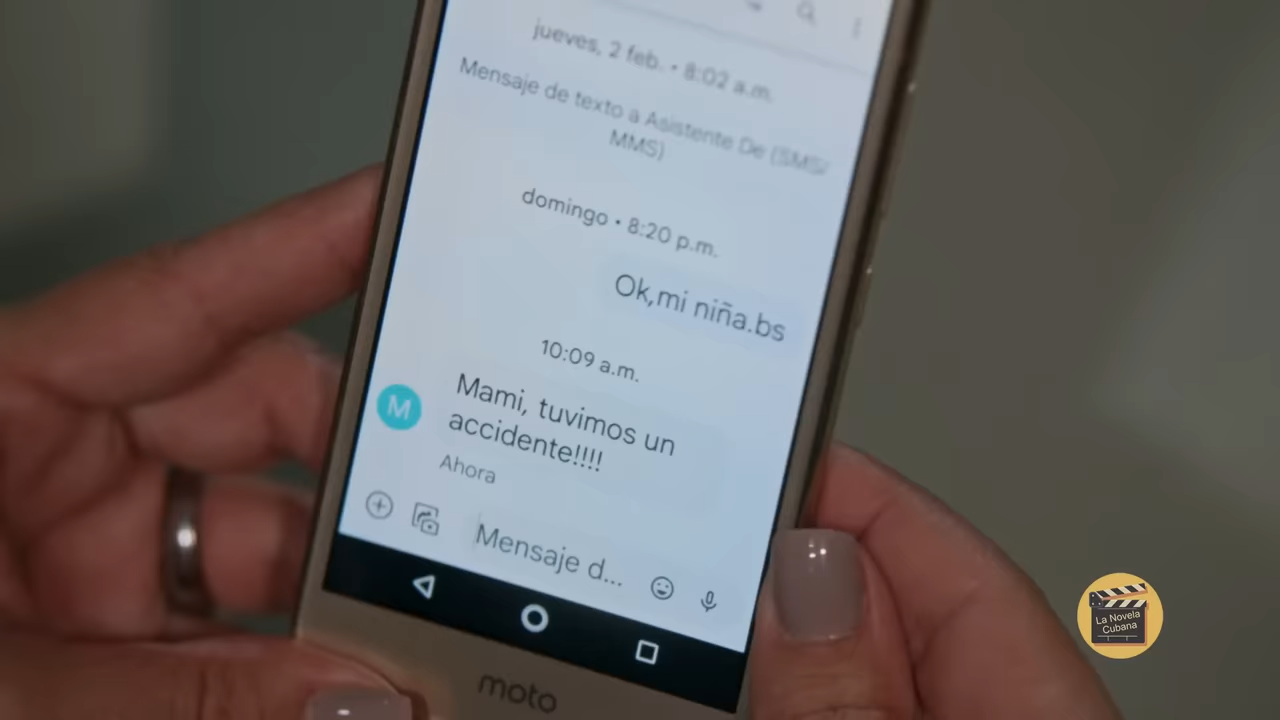 jueves, 2 feb. • 8:02 a.m.
Mensaje de texto a Asistente De (SMS/
MMS)
domingo • 8:20 p.m.
Ok,mi niña.bs
10:09 a.m.
M
Mami, tuvimos un
accidente!!!!
Ahora
Mensaje d...
moto
La Novela
Cubana